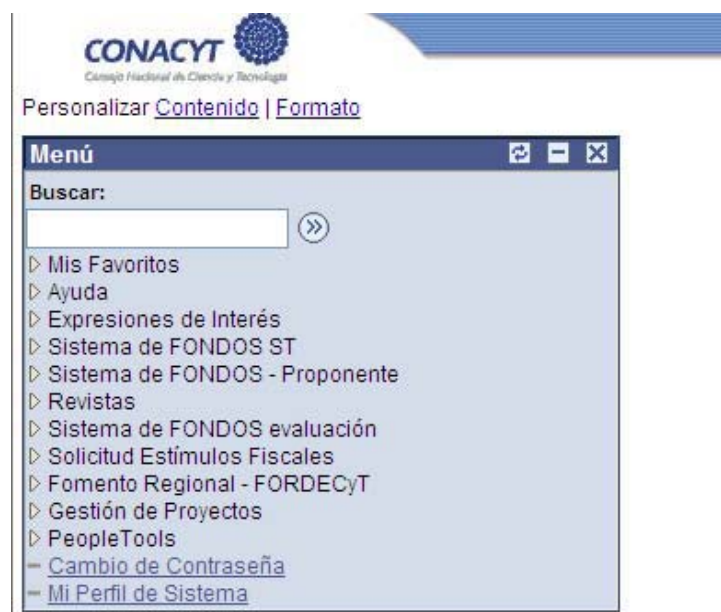 CONACYT
Consejo Nacional de Ciencia y Tecnología
Personalizar Contenido | Formato
Menú
Buscar:
Mis Favoritos
Ayuda
Expresiones de Interés
Sistema de FONDOS ST
Sistema de FONDOS - Proponente
Revistas
Sistema de FONDOS evaluación
Solicitud Estímulos Fiscales
Fomento Regional - FORDECyT
Gestión de Proyectos
PeopleTools
Cambio de Contraseña
Mi Perfil de Sistema